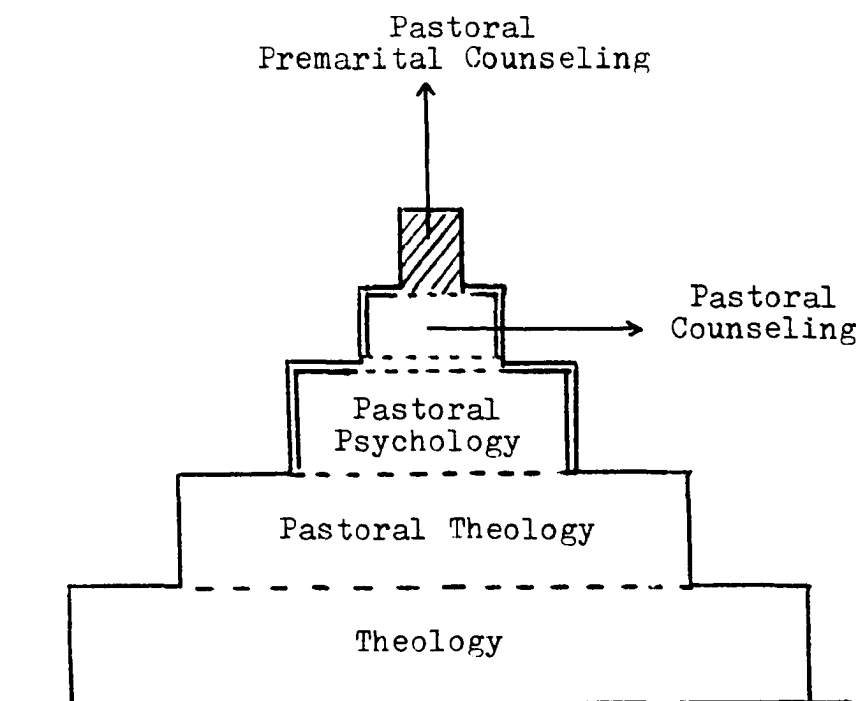 Pastoral
Premarital Counseling
Pastoral
Counseling
Pastoral
Psychology
Pastoral Theology
Theology